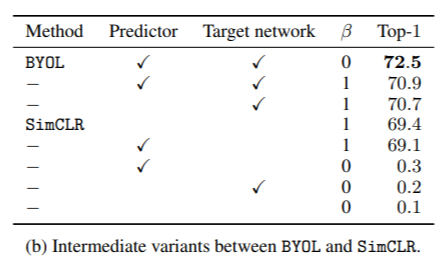 Method Predictor Target network β Top-1
BYOL ✓ ✓ 0 72.5
– ✓ ✓ 1 70.9
– ✓ 1 70.7
SimCLR 1 69.4
– ✓ 1 69.1
– ✓ 0 0.3
– ✓ 0 0.2
– 0 0.1
(b) Intermediate variants between BYOL and SimCLR.